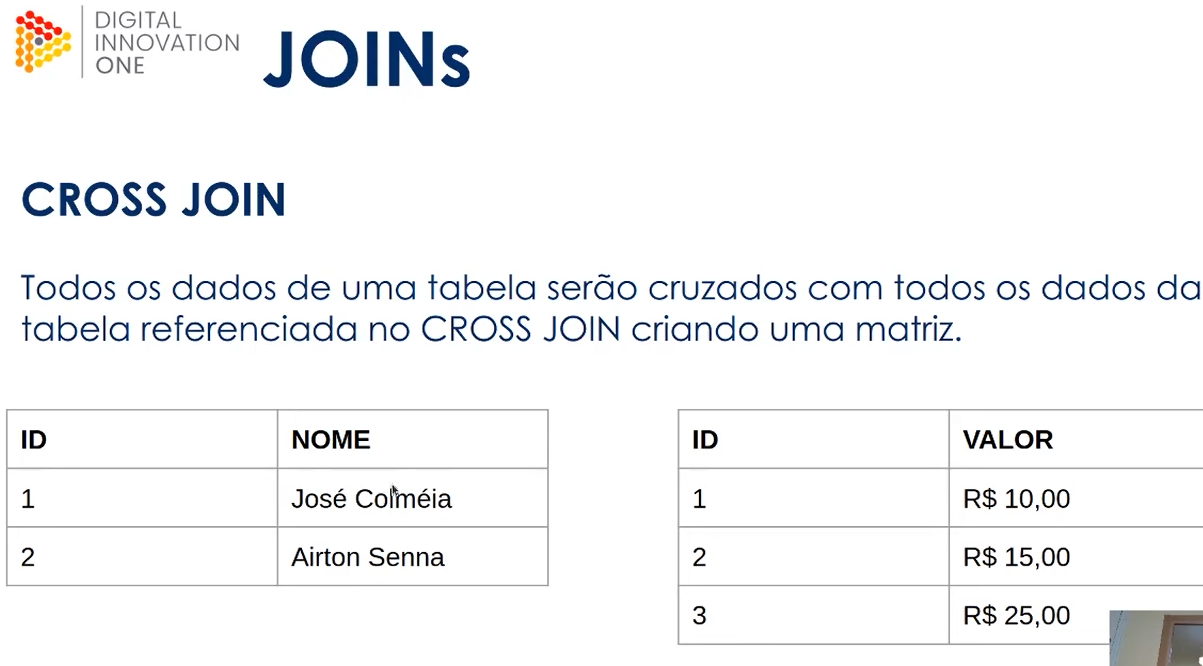 DIGITAL
INNOVATION
ONE
JOINs
CROSS JOIN
Todos os dados de uma tabela serão cruzados com todos os dados da
tabela referenciada no CROSS JOIN criando uma matriz.
ID NOME
1 José Colméia
2 Airton Senna
ID VALOR
1 R$ 10,00
2 R$ 15,00
3 R$ 25,00